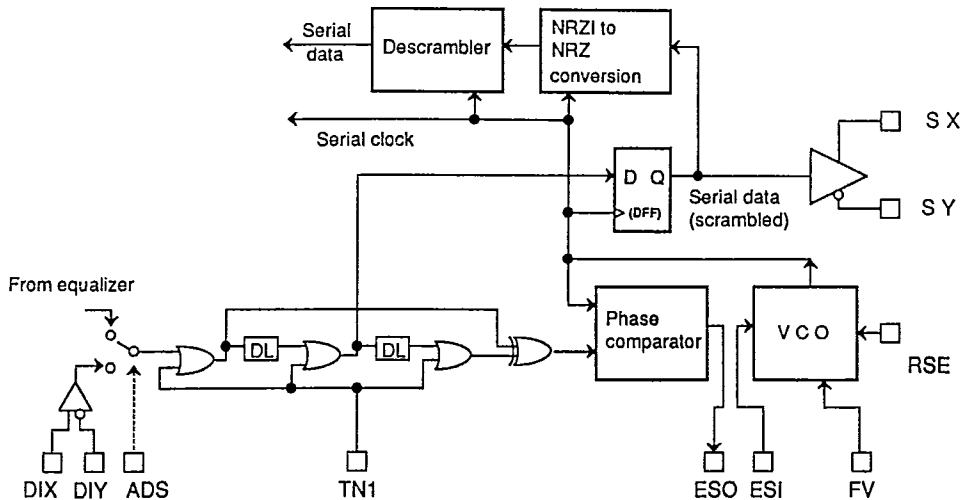 Serial
data
Descrambler
NRZI to
NRZ
conversion
Serial clock
S X
D Q
(DFF)
Serial data
(scrambled)
S Y
From equalizer
DL
DL
Phase
comparator
V C O
RSE
DIX
DIY
ADS
TN1
ESO
ESI
FV